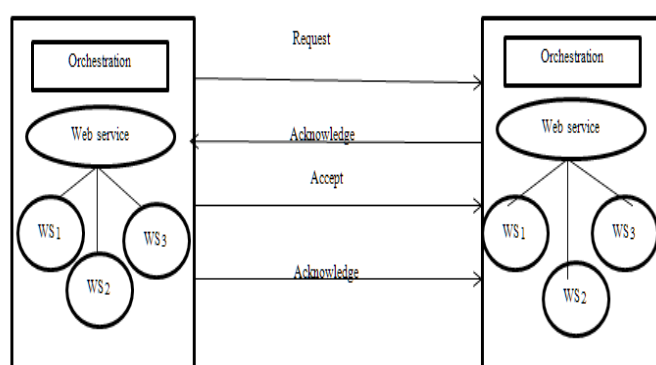 Orchestration
Web service
WS1
WS2
WS3
Request
Acknowledge
Accept
Acknowledge
Orchestration
Web service
WS1
WS2
WS3